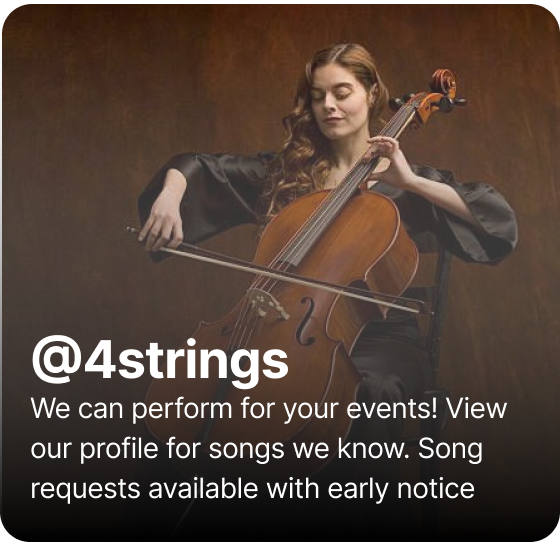 @4strings
We can perform for your events! View
our profile for songs we know. Song
requests available with early notice